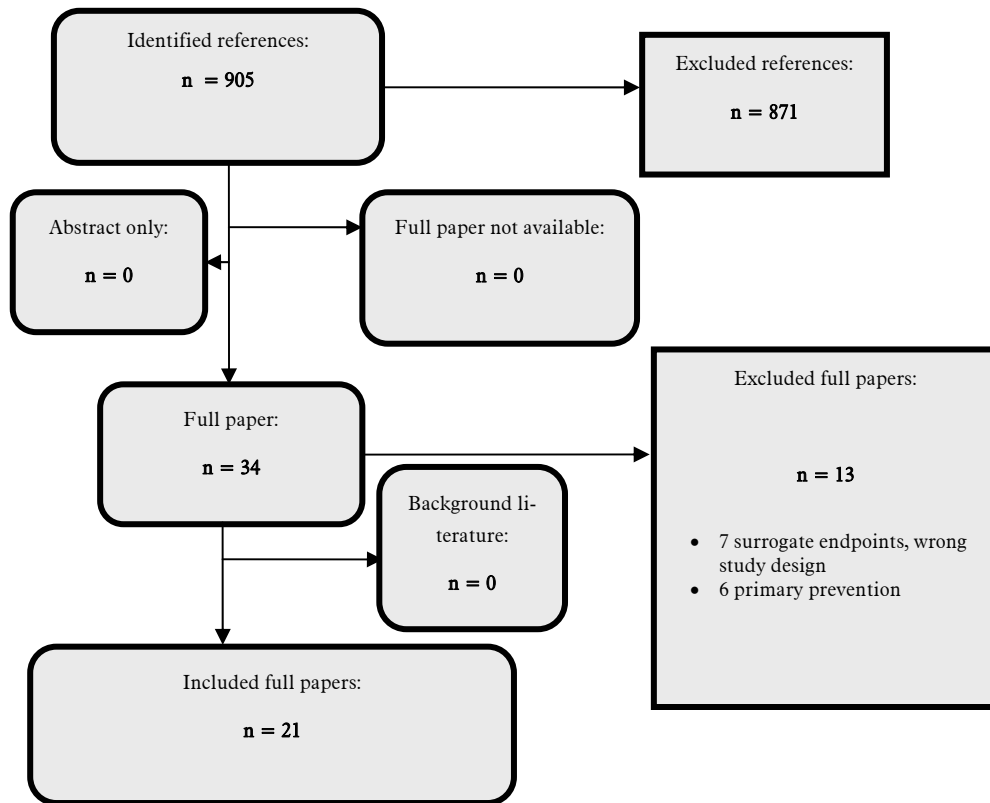 Identified references:
n = 905
Excluded references:
n = 871
Abstract only:
n = 0
Full paper not available:
n = 0
Full paper:
n = 34
Excluded full papers:
n = 13
• 7 surrogate endpoints, wrong
study design
• 6 primary prevention
Background li-
terature:
n = 0
Included full papers:
n = 21